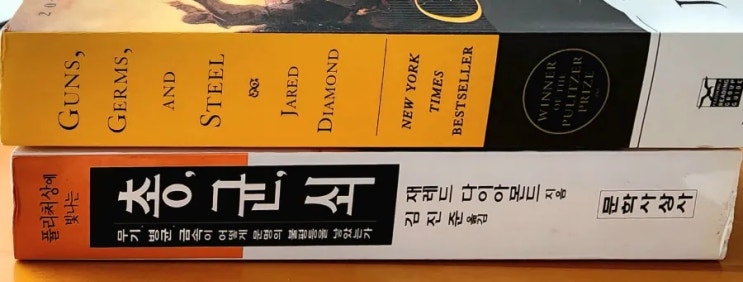 GUNS,
GERMS,
AND
STEEL
JARED
DIAMOND
NEW YORK
TIMES
BESTSELLER
WINNER
OF THE
PULITZER
PRIZE
퓰리처상에
빛나는
총, 균, 쇠
무기·병균·금속이 어떻게 문명의 불평등을 낳았는가
재레드 다이아몬드 지음
김진준 옮김
문학사상사